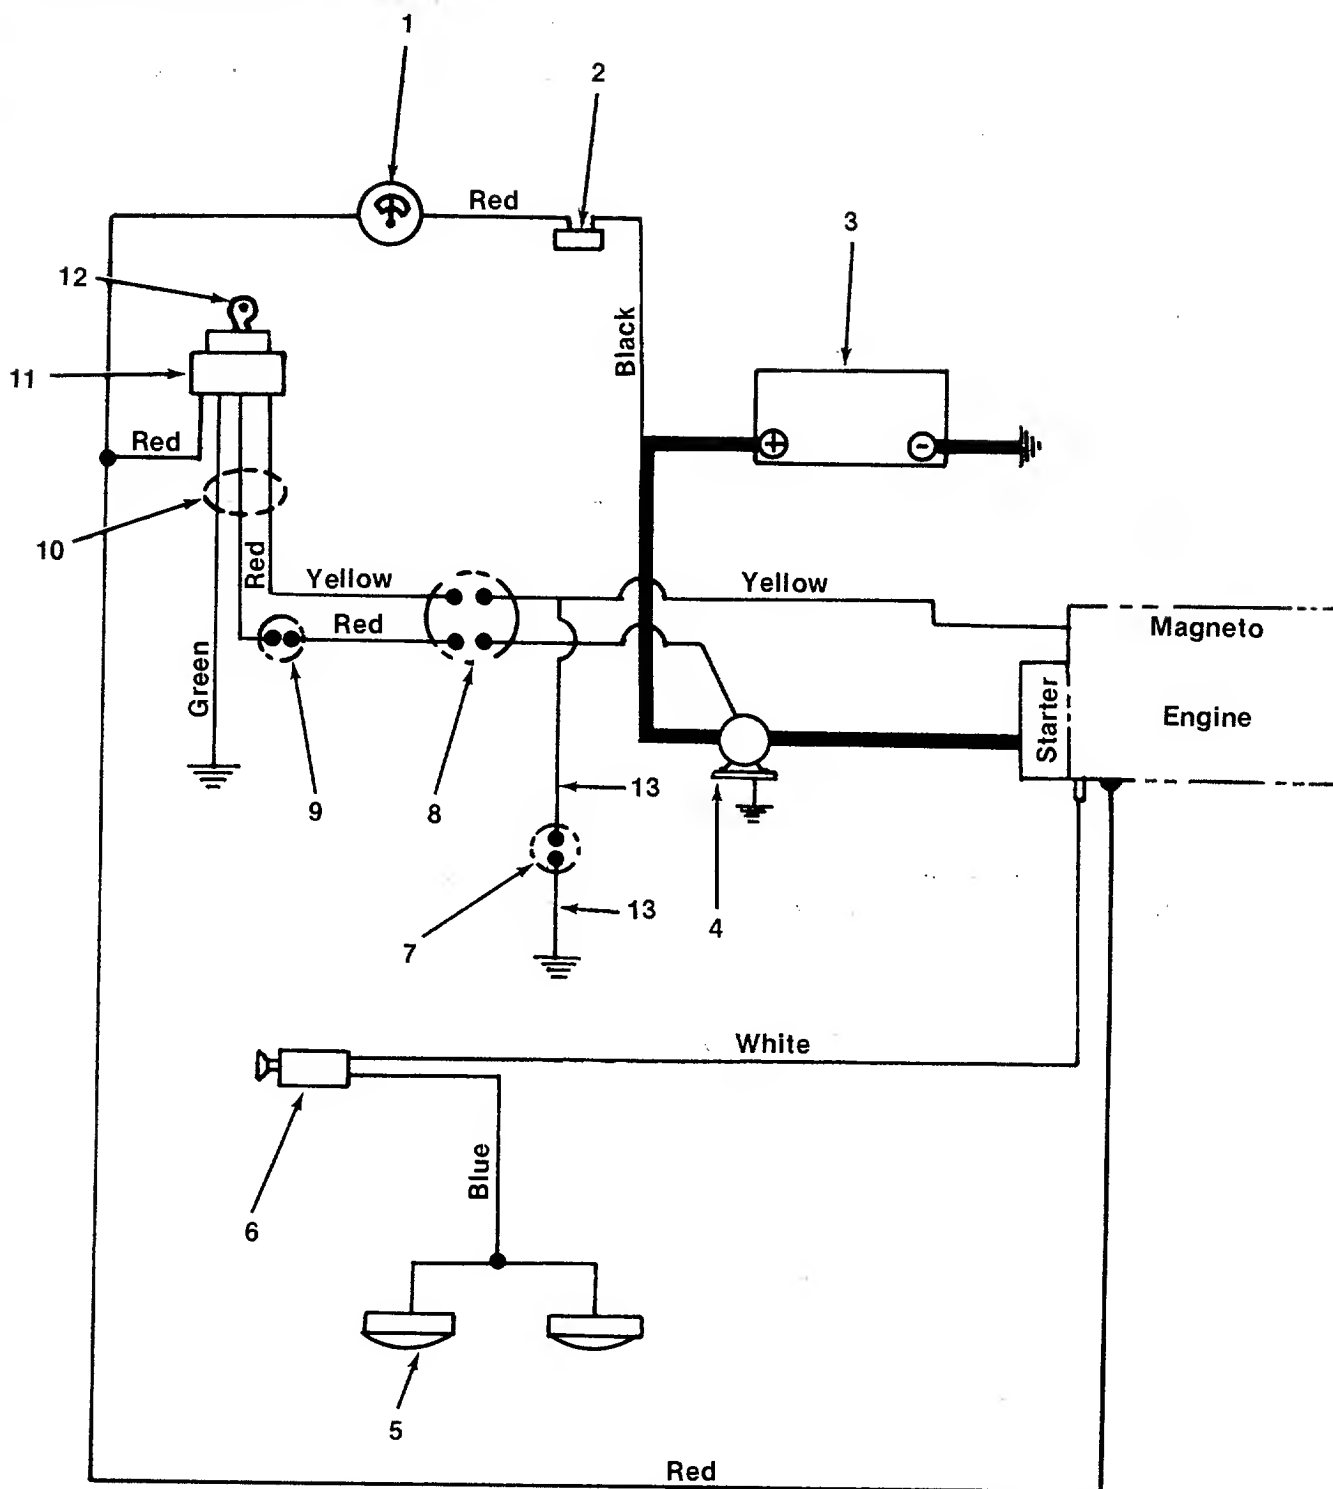 1
2
Red
3
12
Black
11
Red
+
-
10
Red
Yellow
Yellow
Red
Magneto
Green
Starter
Engine
13
9
8
13
4
7
White
Blue
6
5
Red